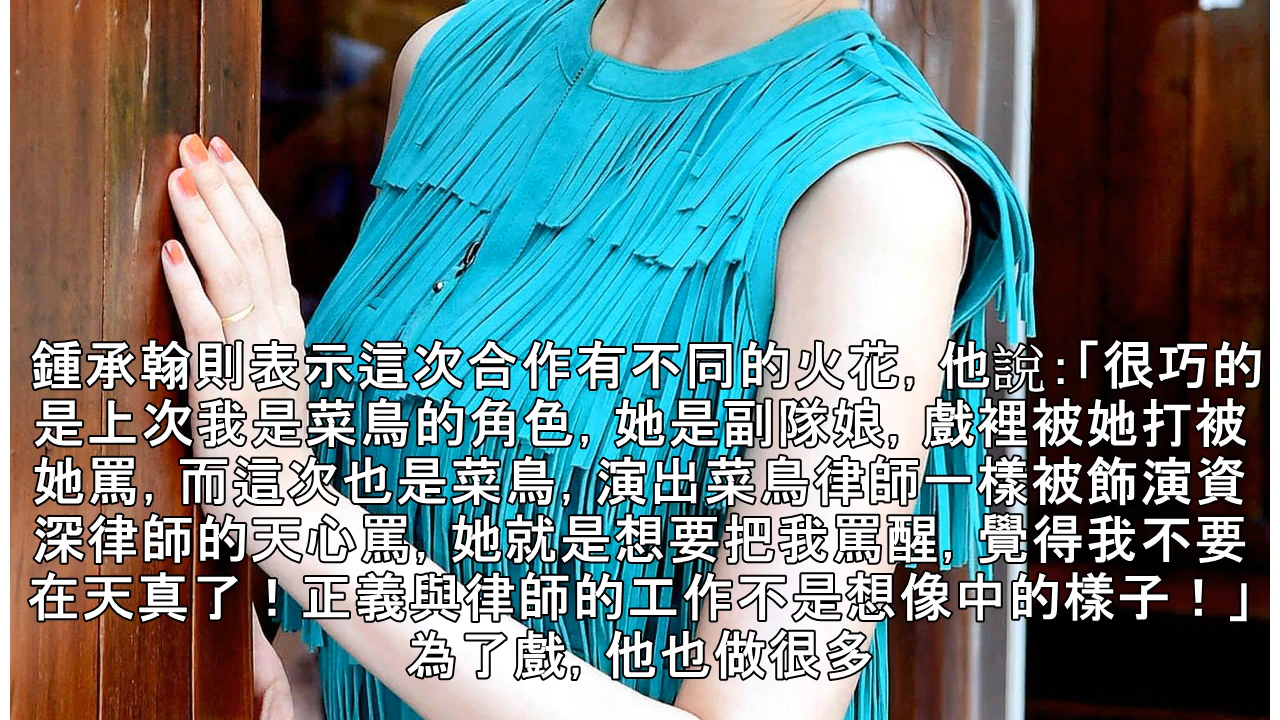 鍾承翰則表示這次合作有不同的火花, 他說:「很巧的
是上次我是菜鳥的角色, 她是副隊娘, 戲裡被她打被
她罵, 而這次也是菜鳥, 演出菜鳥律師一樣被飾演資
深律師的天心罵, 她就是想要把我罵醒, 覺得我不要
在天真了！正義與律師的工作不是想像中的樣子！」
為了戲, 他也做很多